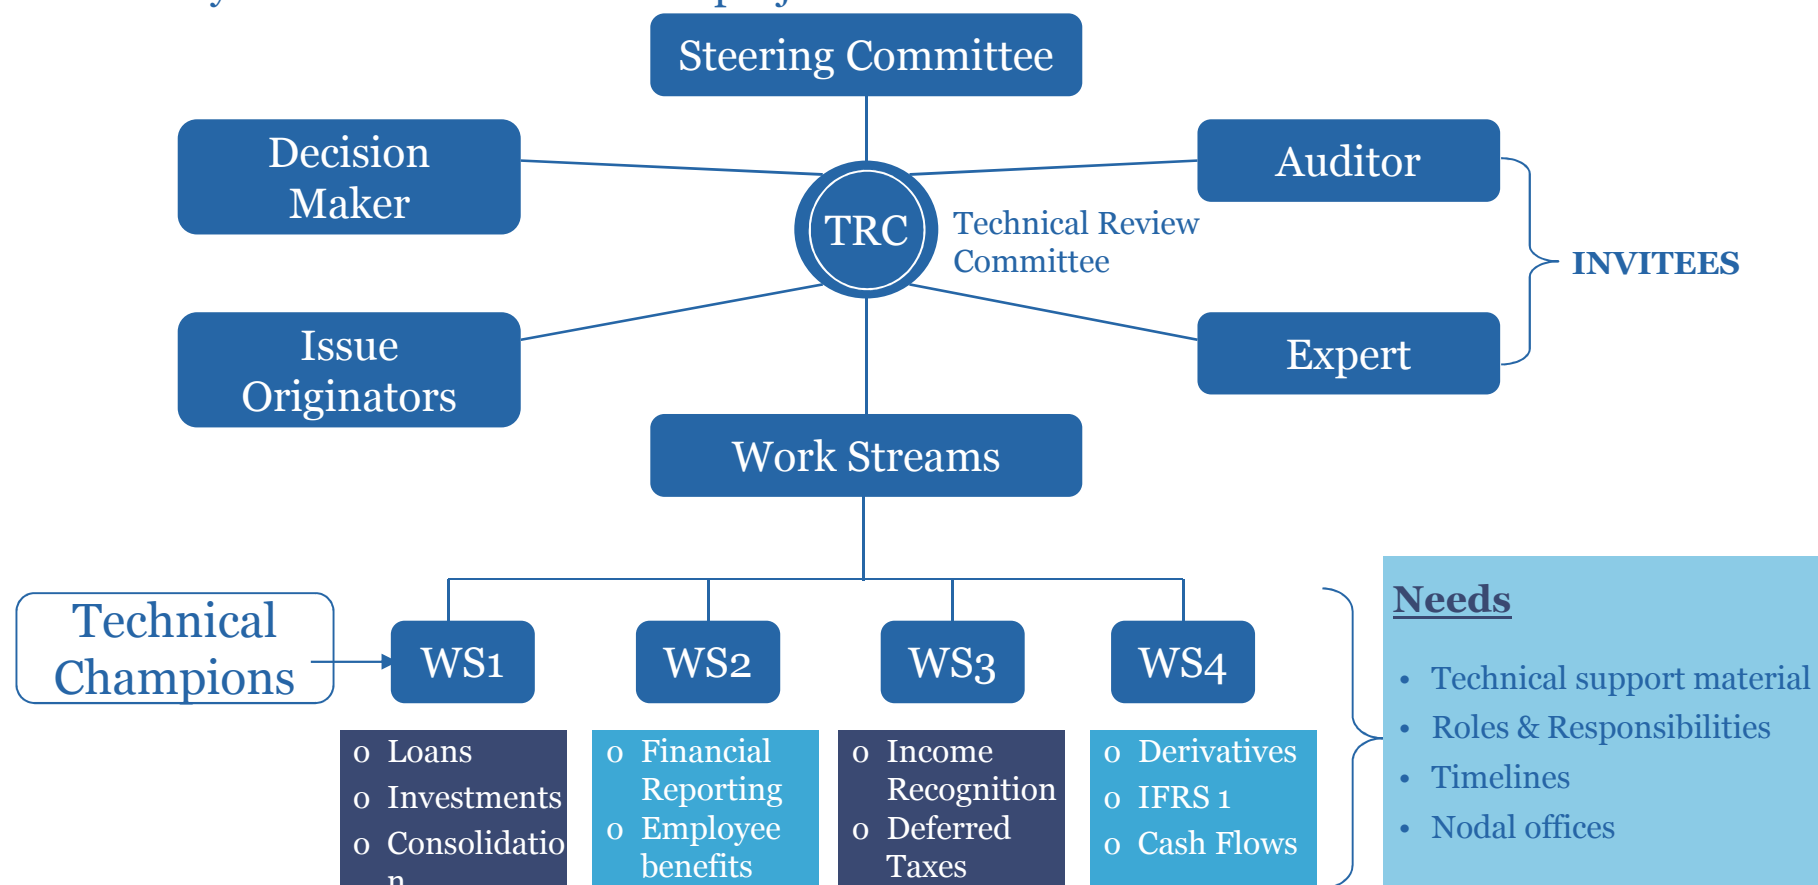 Steering Committee
Decision
Maker
Auditor
TRC
Technical Review
Committee
INVITEES
Issue
Originators
Expert
Work Streams
Technical
Champions
WS1
WS2
WS3
WS4
o Loans
o Investments
o Consolidatio
n
o Financial
Reporting
o Employee
benefits
o Income
Recognition
o Deferred
Taxes
o Derivatives
o IFRS 1
o Cash Flows
Needs
• Technical support material
• Roles & Responsibilities
• Timelines
• Nodal offices